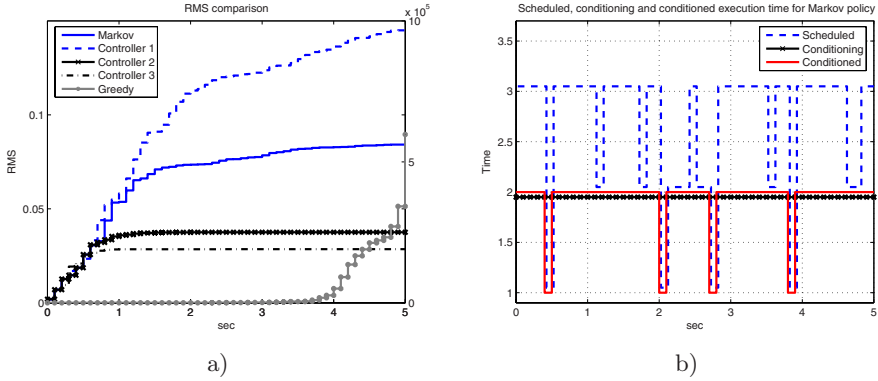 RMS comparison
x 10^5
Markov
Controller 1
Controller 2
Controller 3
Greedy
RMS
0.1
0.05
0
10
5
0
0 1 2 3 4 5
sec
a)
Scheduled, conditioning and conditioned execution time for Markov policy
Scheduled
Conditioning
Conditioned
Time
3.5
3
2.5
2
1.5
1
0 1 2 3 4 5
sec
b)